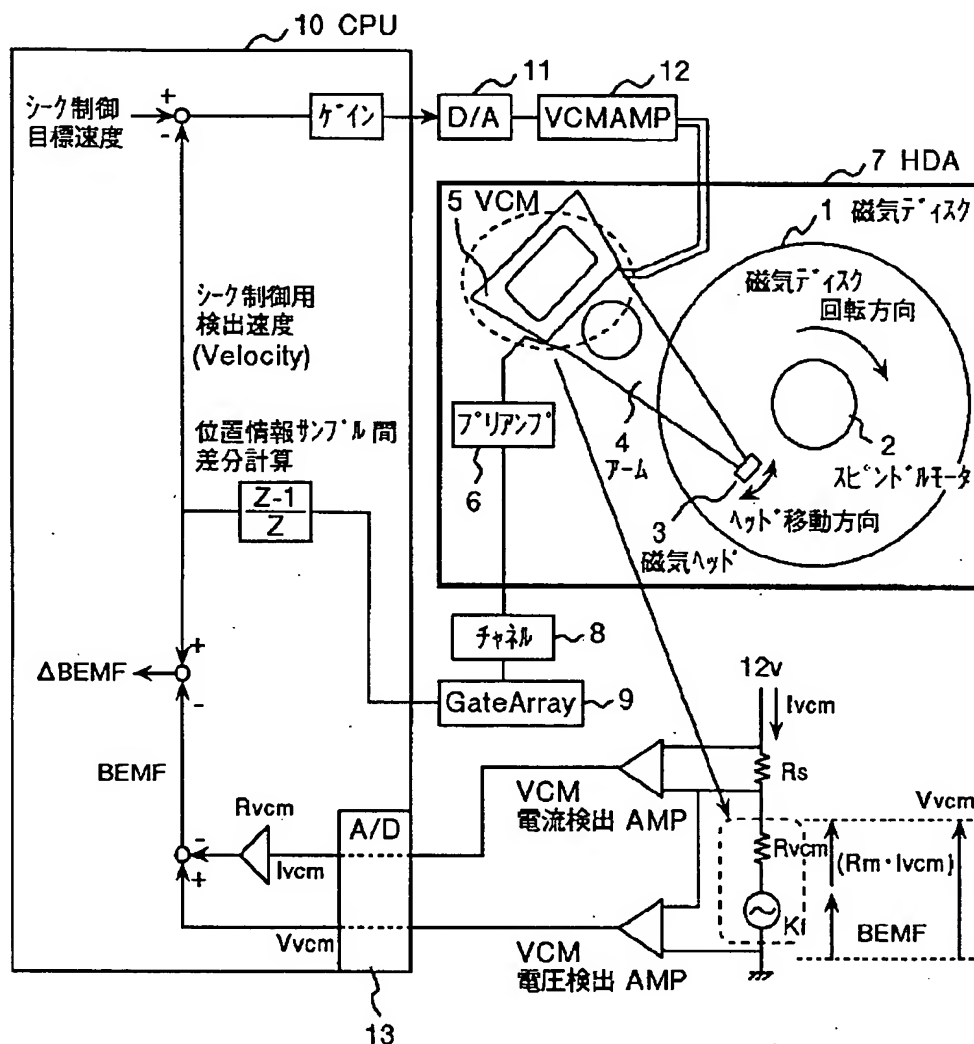 10 CPU
シーク制御
目標速度
+
-
ゲイン
11
D/A
12
VCMAMP
7 HDA
5 VCM
1 磁気ディスク
磁気ディスク
回転方向
シーク制御用
検出速度
(Velocity)
プリアンプ
6
4
アーム
2
スピンドルモータ
3
磁気ヘッド
ヘッド移動方向
位置情報サンプル間
差分計算
Z-1
Z
チャネル
8
GateArray
9
+
ΔBEMF
-
BEMF
12v
Ivcm
Rs
VCM
電流検出 AMP
Vvcm
Rvcm
A/D
-
+
Ivcm
Vvcm
Rvcm
(Rm・Ivcm)
Kf
BEMF
VCM
電圧検出 AMP
13